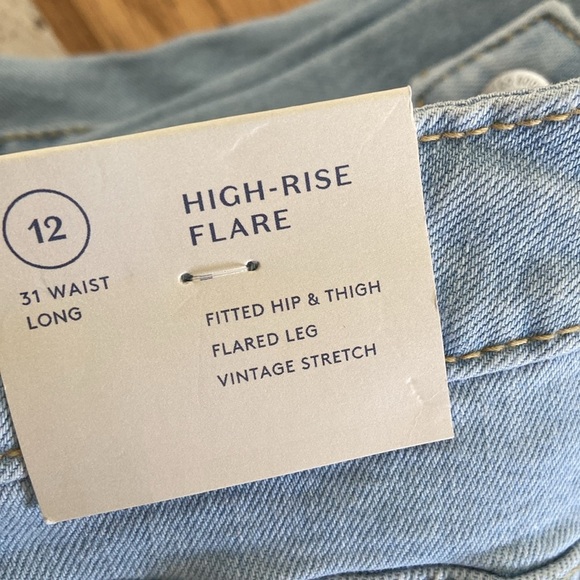 12
31 WAIST
LONG
HIGH-RISE
FLARE
FITTED HIP & THIGH
FLARED LEG
VINTAGE STRETCH